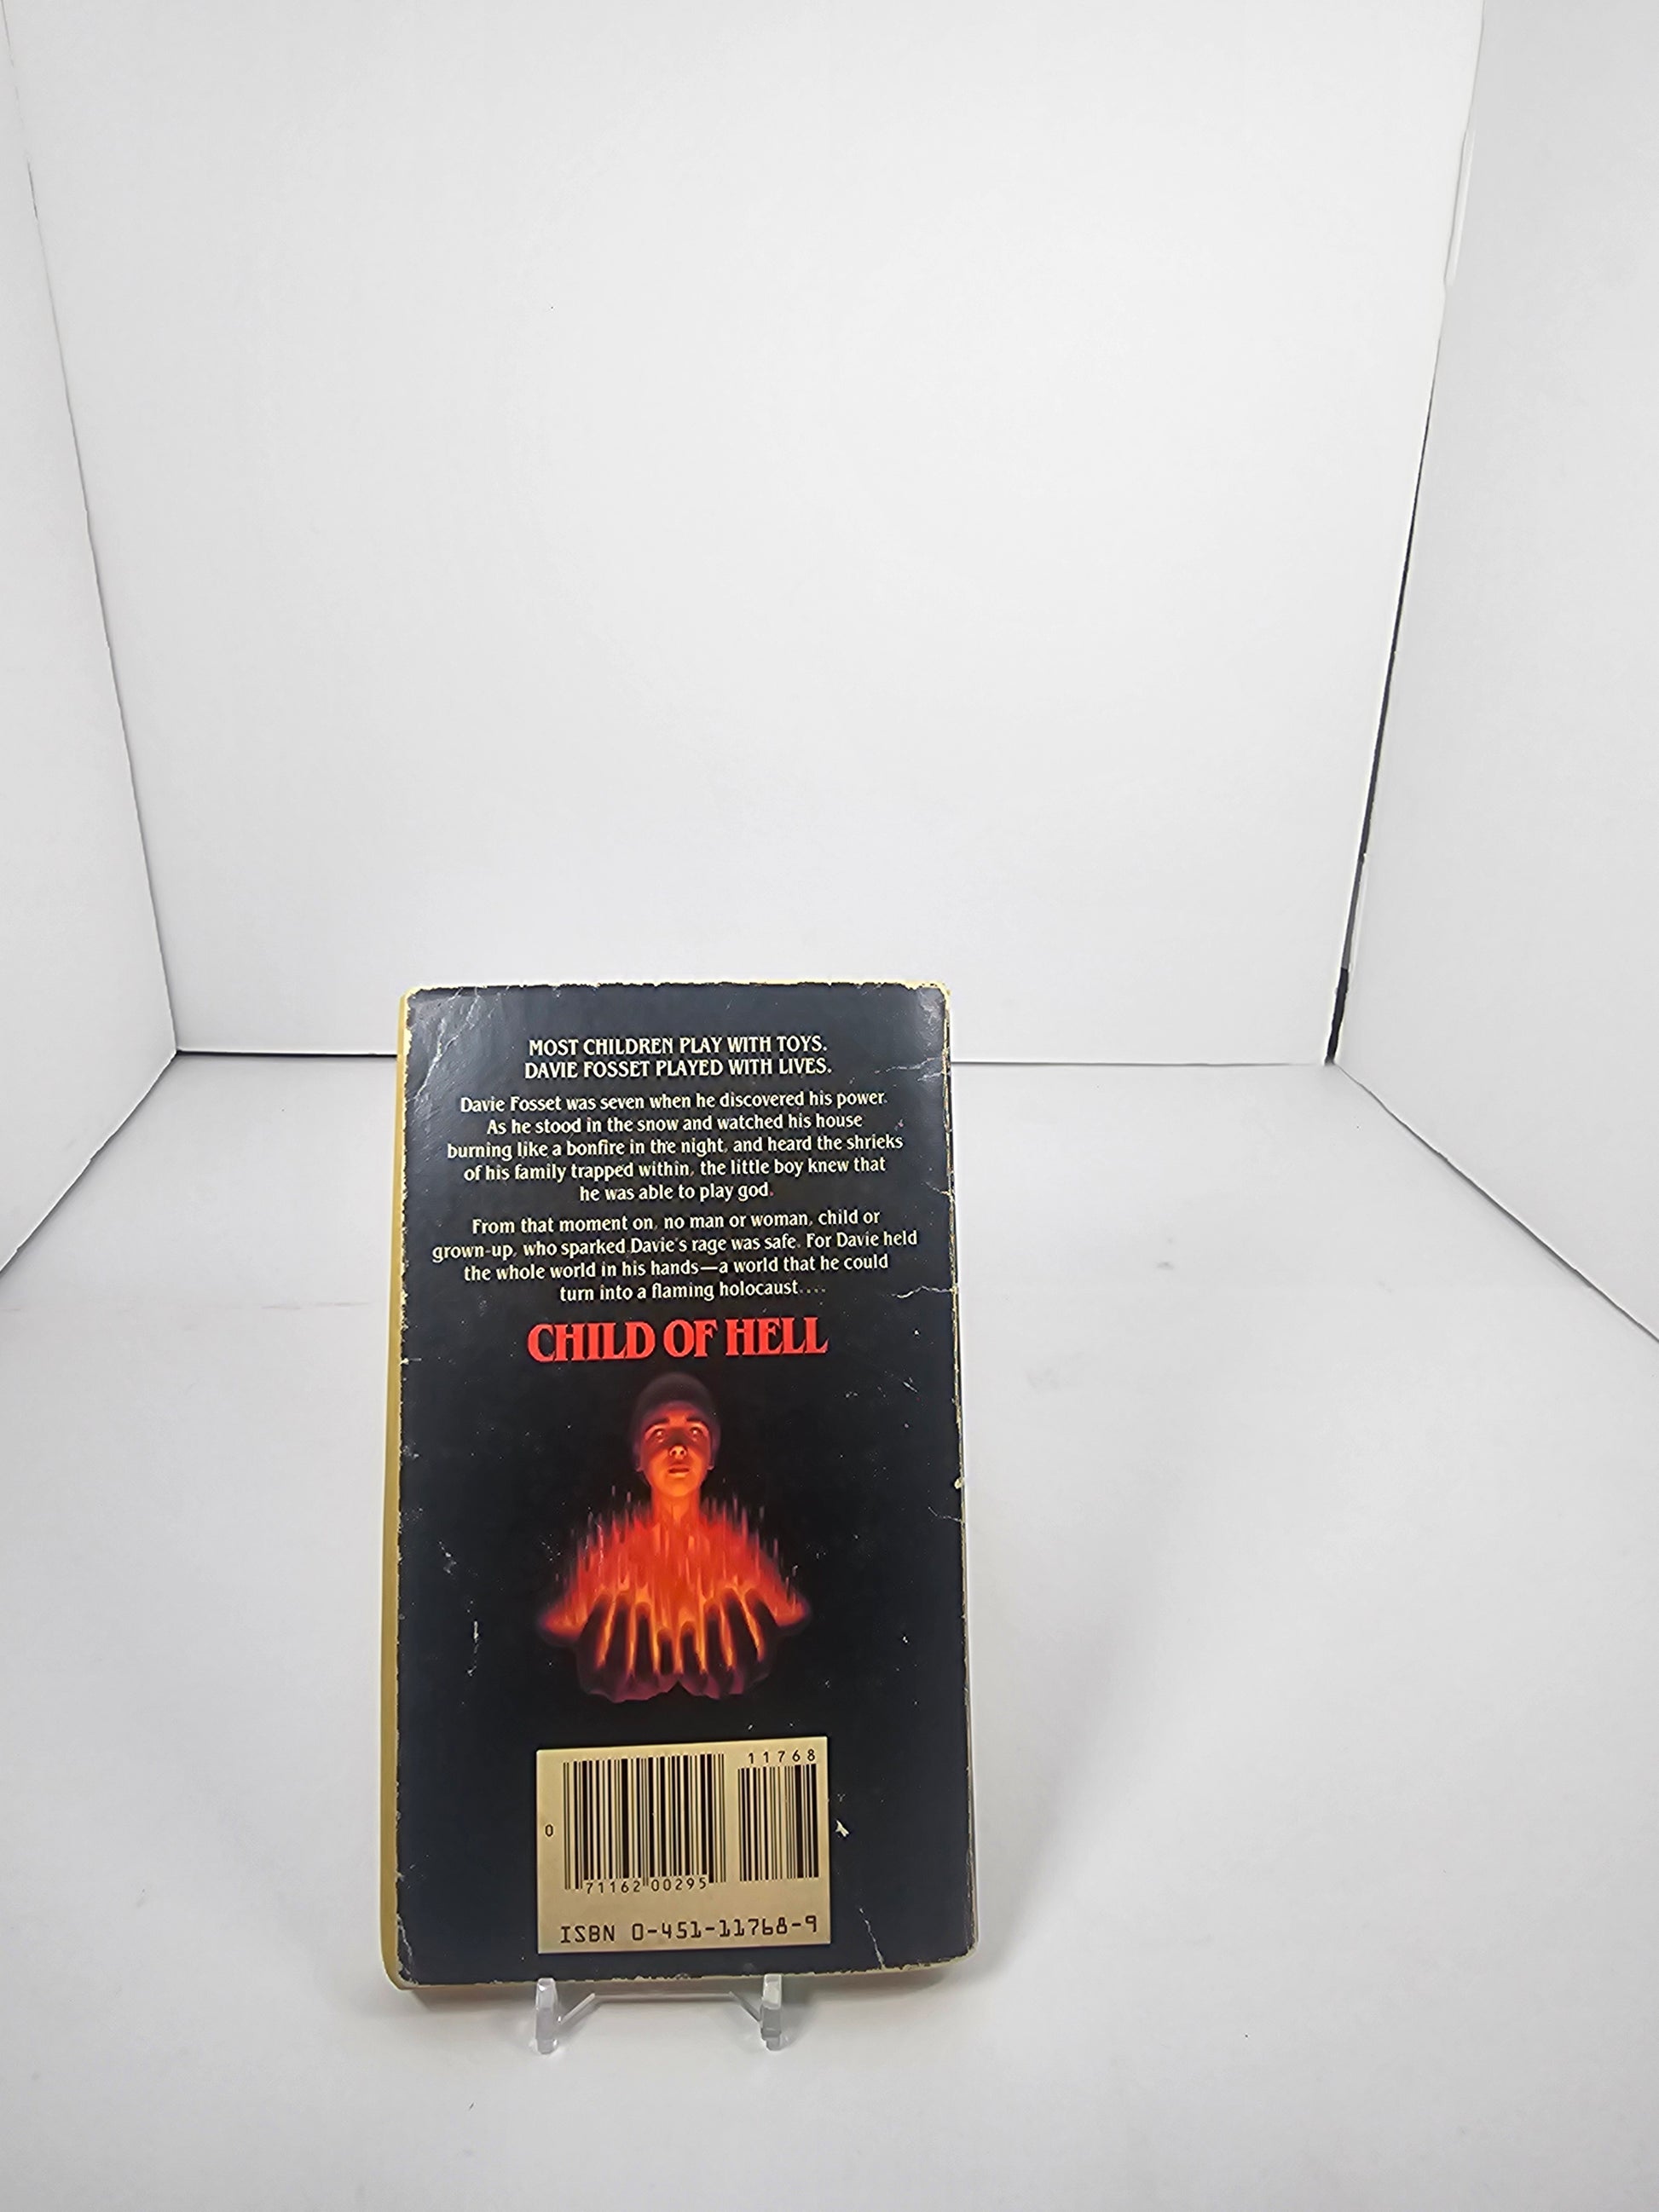 MOST CHILDREN PLAY WITH TOYS.
DAVIE FOSSET PLAYED WITH LIVES.
Davie Fosset was seven when he discovered his power.
As he stood in the snow and watched his house
burning like a bonfire in the night, and heard the shrieks
of his family trapped within, the little boy knew that
he was able to play god.
From that moment on, no man or woman, child or
grown-up, who sparked Davie's rage was safe. For Davie held
the whole world in his hands—a world that he could
turn into a flaming holocaust....
CHILD OF HELL
11768
0
71162 00295
ISBN 0-451-11768-9